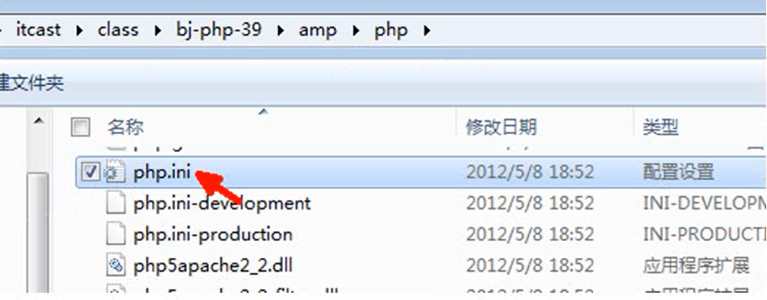 itcast ▸ class ▸ bj-php-39 ▸ amp ▸ php ▸
建文件夹
名称 修改日期 类型
php.ini 2012/5/8 18:52 配置设置
php.ini-development 2012/5/8 18:52 INI-DEVELOPM
php.ini-production 2012/5/8 18:52 INI-PRODUCTI
php5apache2_2.dll 2012/5/8 18:52 应用程序扩展